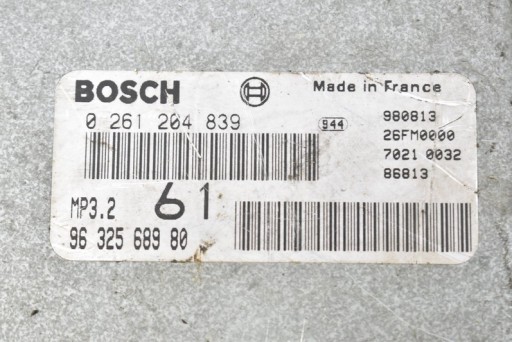 BOSCH
Made in France
0 261 204 839
944
980813
26FM0000
7021 0032
86813
MP3.2
61
96 325 689 80